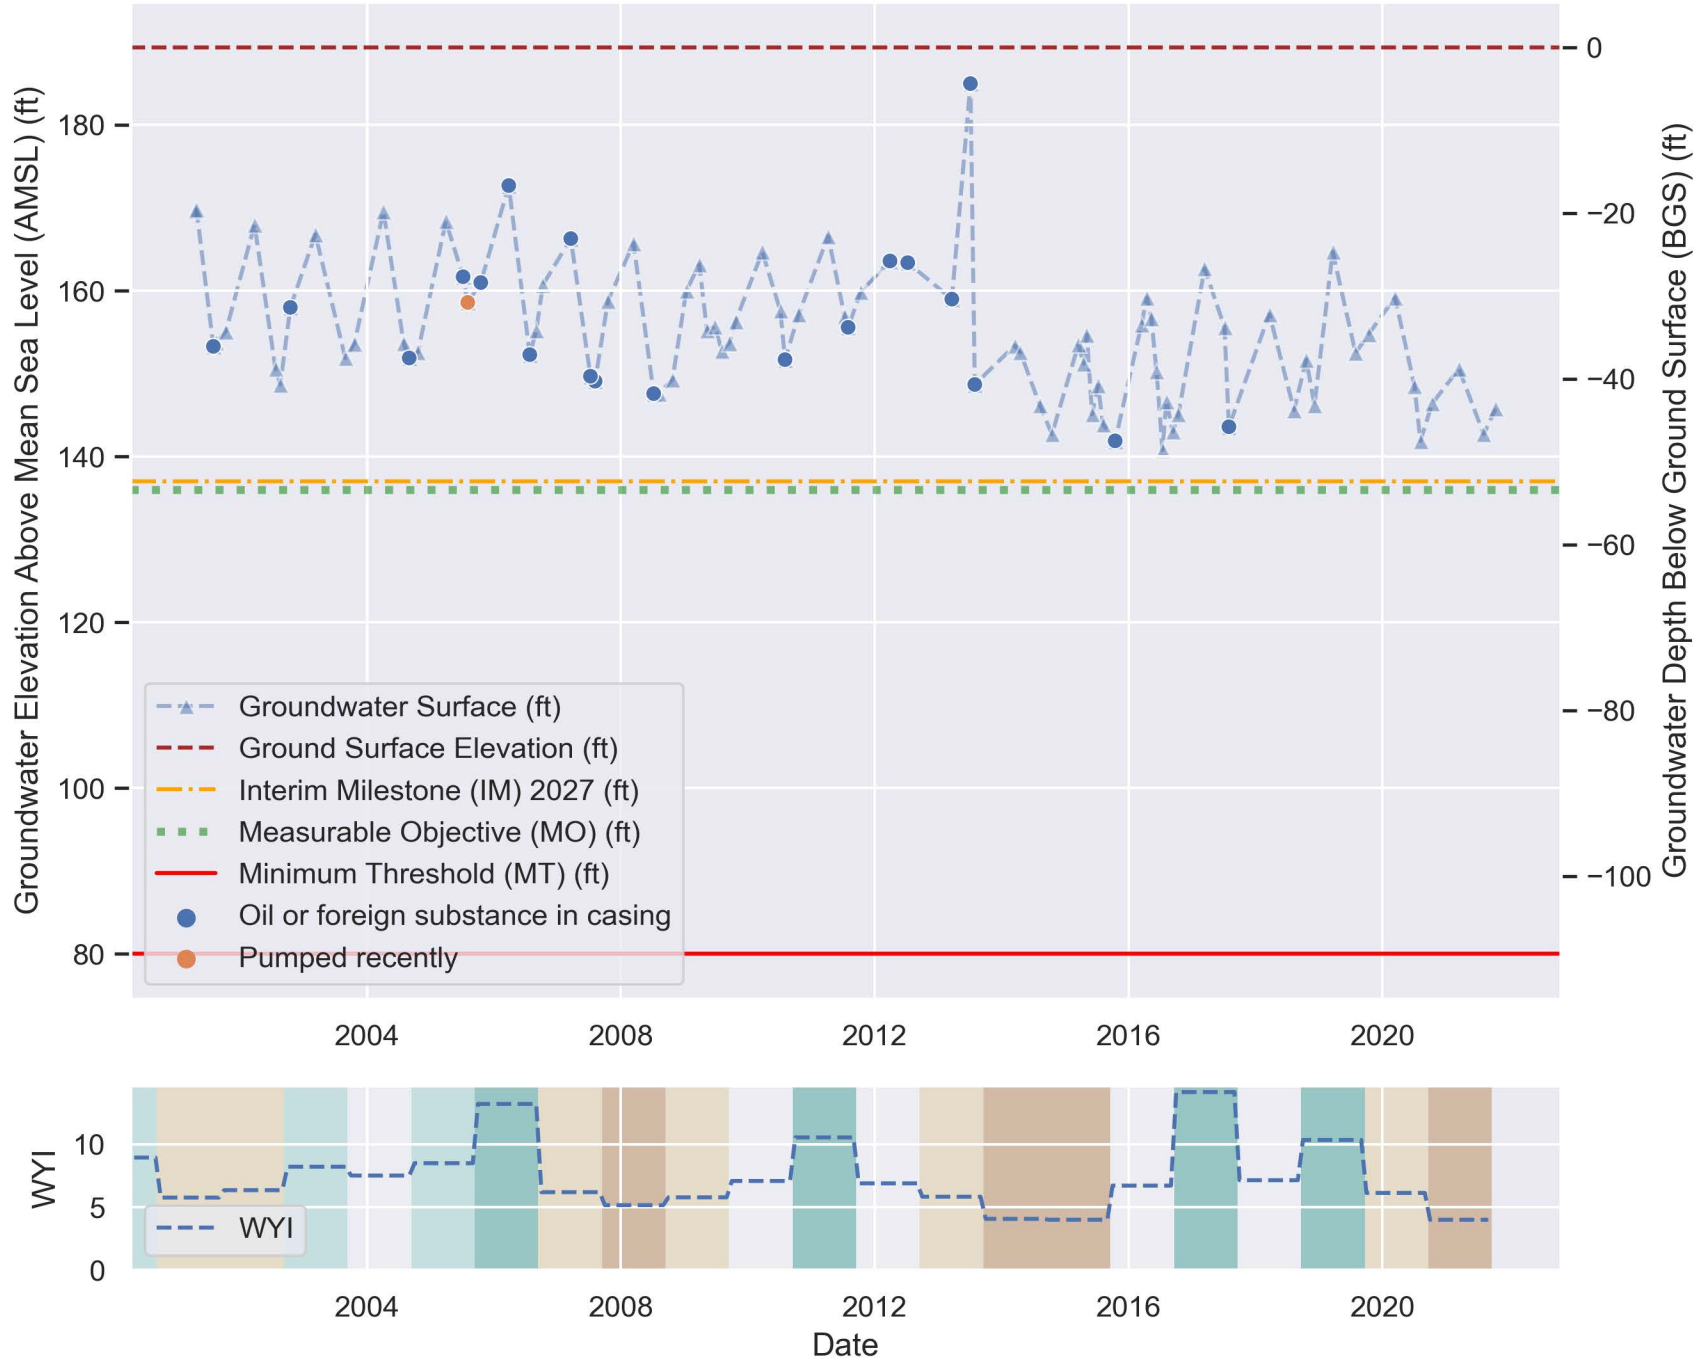 Groundwater Elevation Above Mean Sea Level (AMSL) (ft)
180
160
140
120
100
80
0
−20
−40
−60
−80
−100
Groundwater Depth Below Ground Surface (BGS) (ft)
Groundwater Surface (ft)
Ground Surface Elevation (ft)
Interim Milestone (IM) 2027 (ft)
Measurable Objective (MO) (ft)
Minimum Threshold (MT) (ft)
Oil or foreign substance in casing
Pumped recently
2004 2008 2012 2016 2020
WYI
10
5
0
WYI
2004 2008 2012 2016 2020
Date